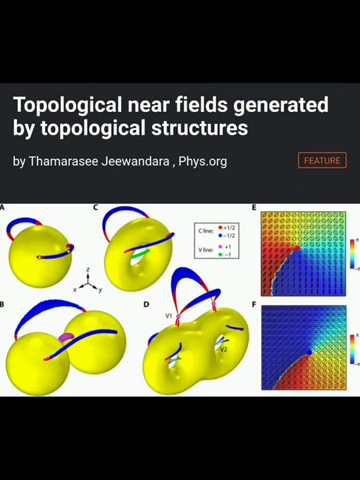 Topological near fields generated
by topological structures
by Thamarasee Jeewandara , Phys.org
FEATURE
A
C
C line:
+1/2
−1/2
V line:
+1
−1
E
z
x
y
B
D
V1
V2
F